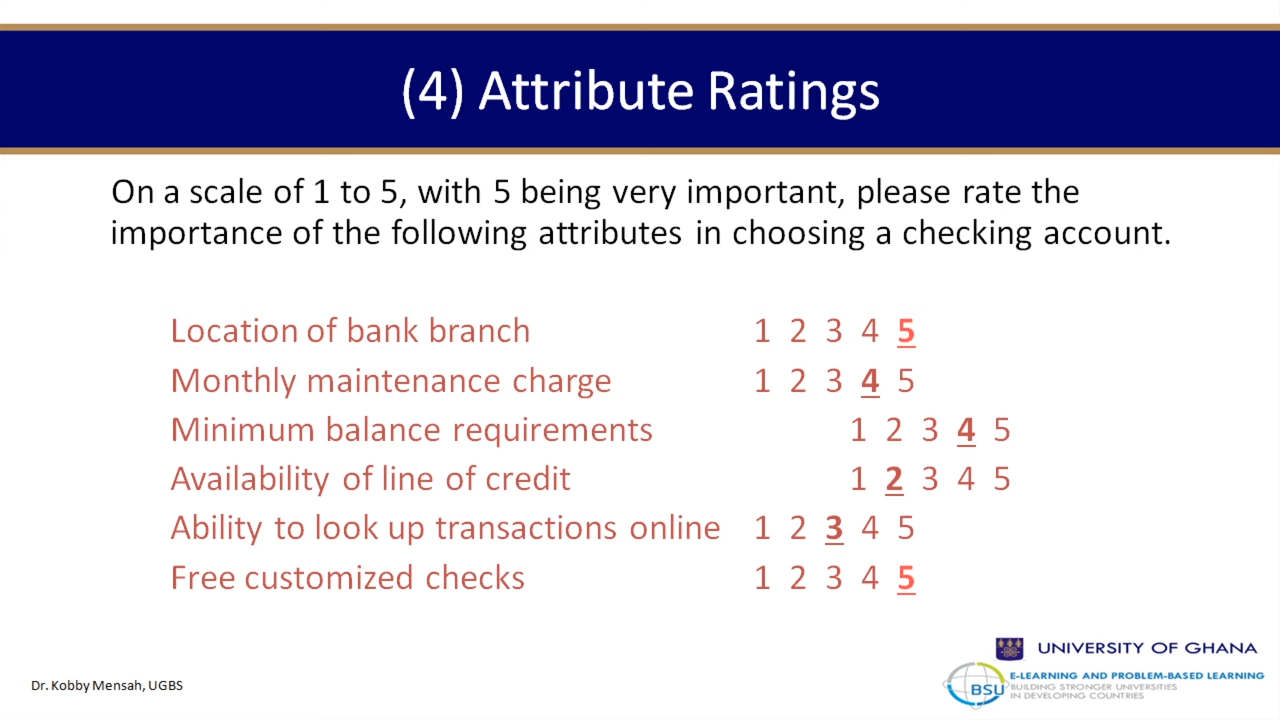 (4) Attribute Ratings
On a scale of 1 to 5, with 5 being very important, please rate the
importance of the following attributes in choosing a checking account.
Location of bank branch 1 2 3 4 5
Monthly maintenance charge 1 2 3 4 5
Minimum balance requirements 1 2 3 4 5
Availability of line of credit 1 2 3 4 5
Ability to look up transactions online 1 2 3 4 5
Free customized checks 1 2 3 4 5
UNIVERSITY OF GHANA
Dr. Kobby Mensah, UGBS
BSU
E-LEARNING AND PROBLEM-BASED LEARNING
BUILDING STRONGER UNIVERSITIES
IN DEVELOPING COUNTRIES